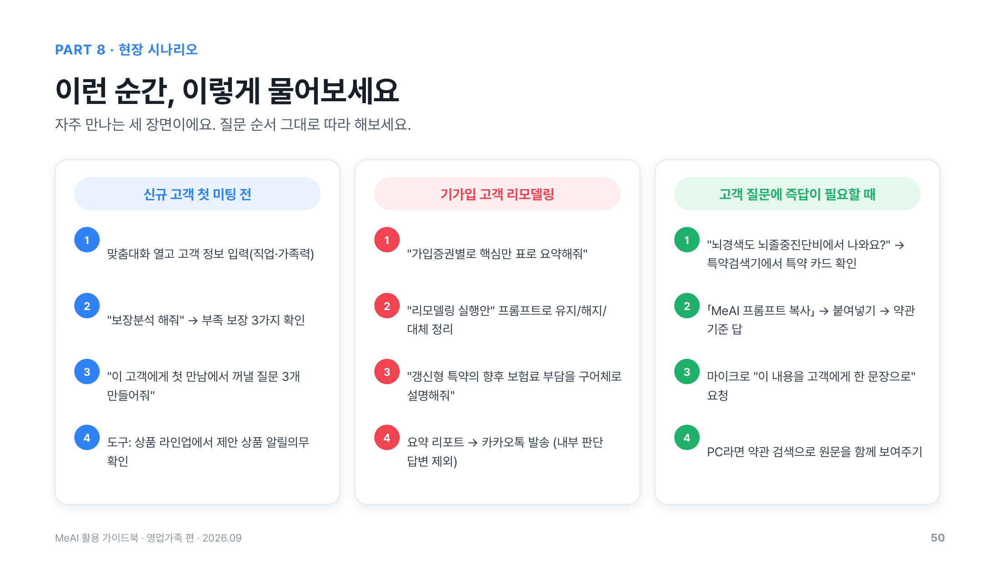 PART 8 · 현장 시나리오
이런 순간, 이렇게 물어보세요
자주 만나는 세 장면이에요. 질문 순서 그대로 따라 해보세요.
신규 고객 첫 미팅 전
1
맞춤대화 열고 고객 정보 입력(직업·가족력)
2
"보장분석 해줘" → 부족 보장 3가지 확인
3
"이 고객에게 첫 만남에서 꺼낼 질문 3개
만들어줘"
4
도구: 상품 라인업에서 제안 상품 알릴의무
확인
기가입 고객 리모델링
1
"가입증권별로 핵심만 표로 요약해줘"
2
"리모델링 실행안" 프롬프트로 유지/해지/
대체 정리
3
"갱신형 특약의 향후 보험료 부담을 구어체로
설명해줘"
4
요약 리포트 → 카카오톡 발송 (내부 판단
답변 제외)
고객 질문에 즉답이 필요할 때
1
"뇌경색도 뇌졸중진단비에서 나와요?" →
특약검색기에서 특약 카드 확인
2
「MeAI 프롬프트 복사」 → 붙여넣기 → 약관
기준 답
3
마이크로 "이 내용을 고객에게 한 문장으로"
요청
4
PC라면 약관 검색으로 원문을 함께 보여주기
MeAI 활용 가이드북 · 영업가족 편 · 2026.09
50